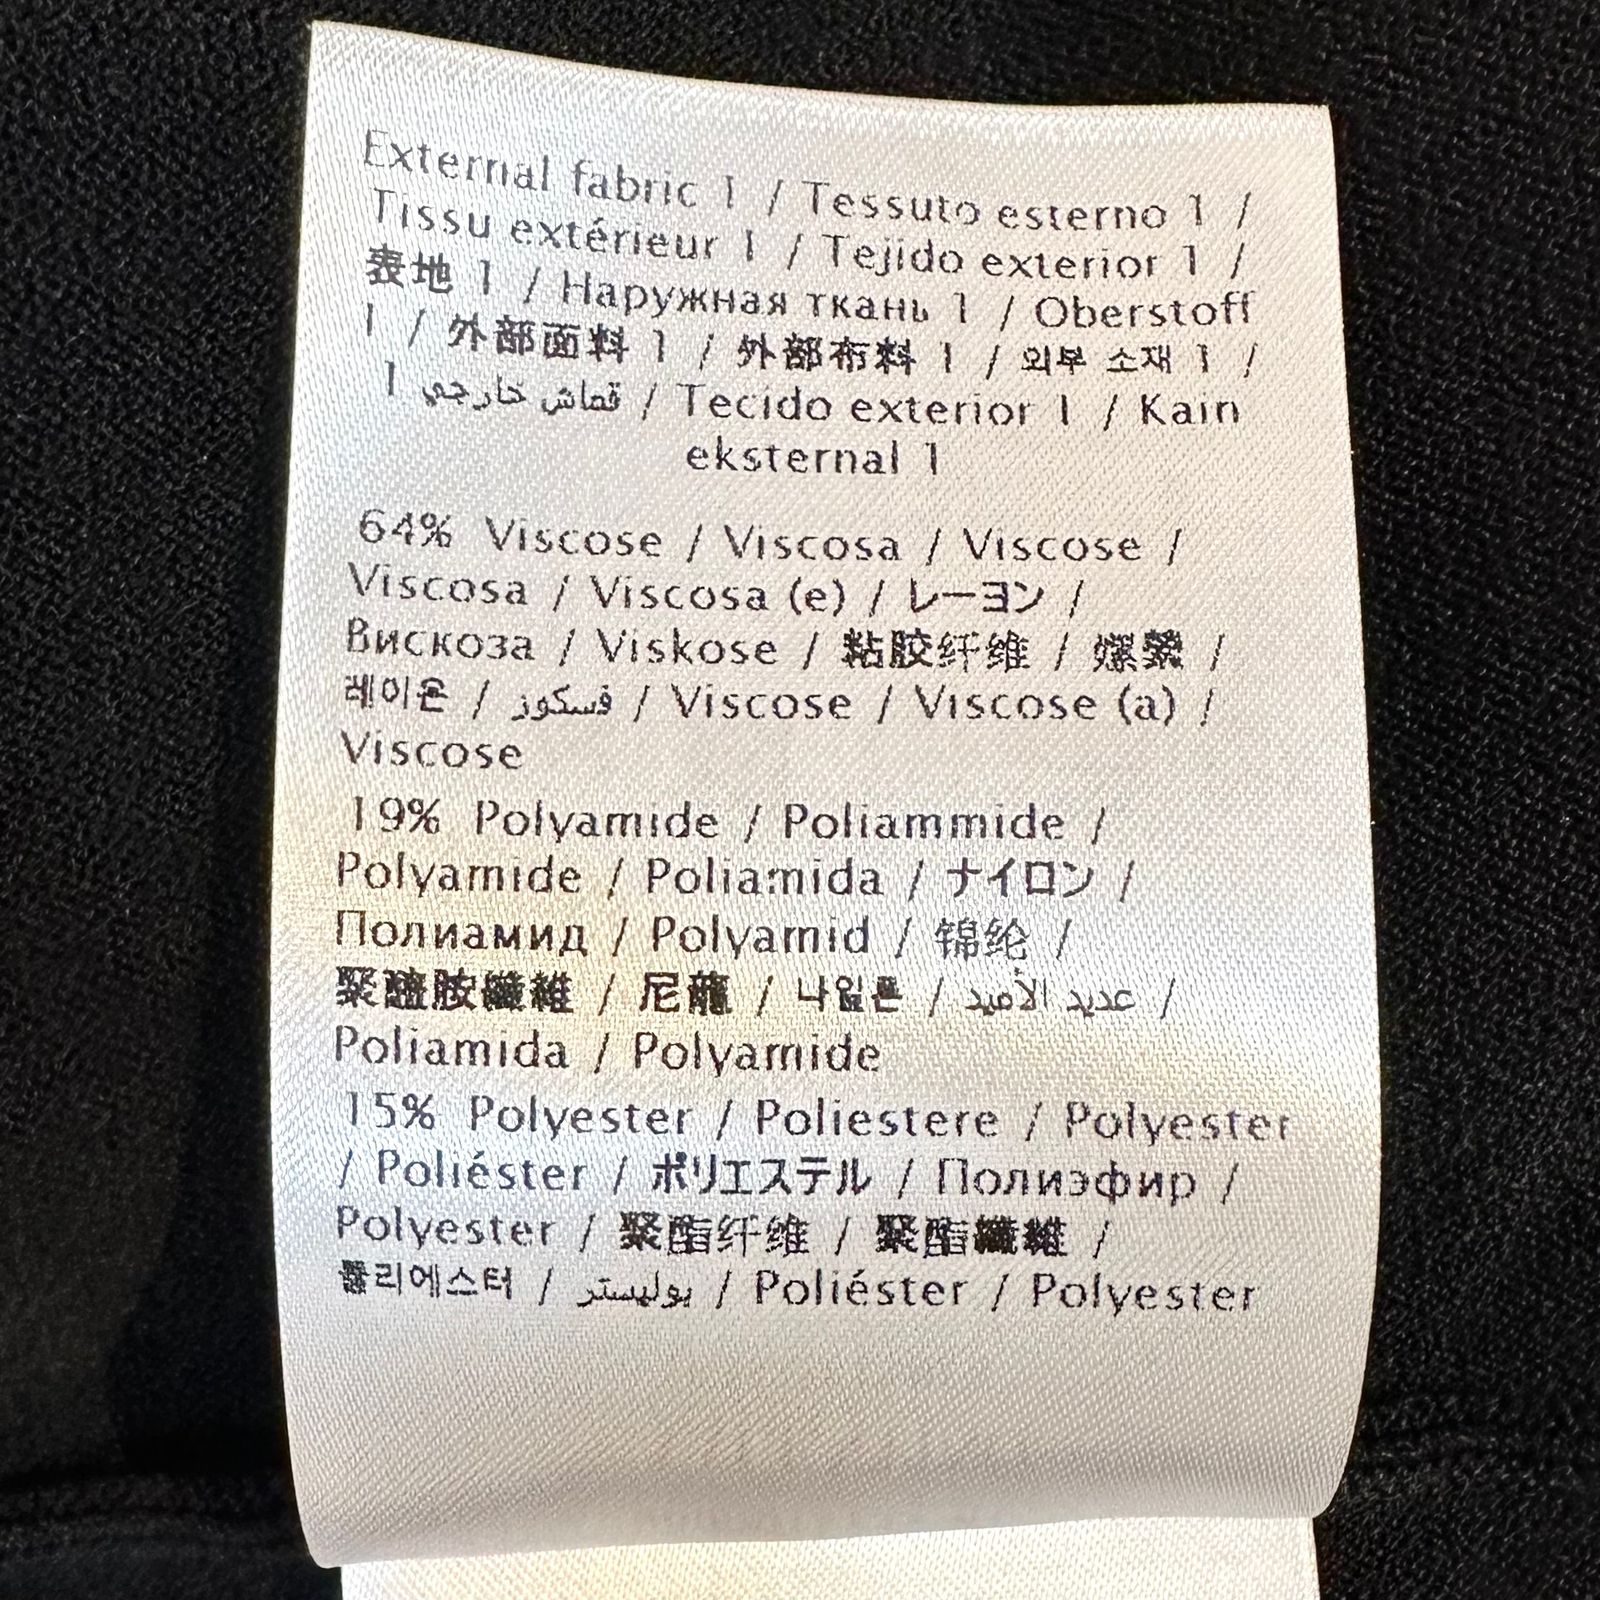 External fabric 1 / Tessuto esterno 1 /
Tissu extérieur 1 / Tejido exterior 1 /
表地 1 / Наружная ткань 1 / Oberstoff
1 / 外部面料 1 / 外部布料 1 / 외부 소재 1 /
قماش خارجي 1 / Tecido exterior 1 / Kain
eksternal 1
64% Viscose / Viscosa / Viscose /
Viscosa / Viscosa (e) / レーヨン /
Вискоза / Viskose / 粘胶纤维 / 嫘縈 /
레이온 / فسكوز / Viscose / Viscose (a) /
Viscose
19% Polyamide / Poliammide /
Polyamide / Poliamida / ナイロン /
Полиамид / Polyamid / 锦纶 /
聚醯胺纖維 / 尼龍 / 나일론 / عديد الأميد /
Poliamida / Polyamide
15% Polyester / Poliestere / Polyester
/ Poliéster / ポリエステル / Полиэфир /
Polyester / 聚酯纤维 / 聚酯纖維 /
폴리에스터 / بوليستر / Poliéster / Polyester